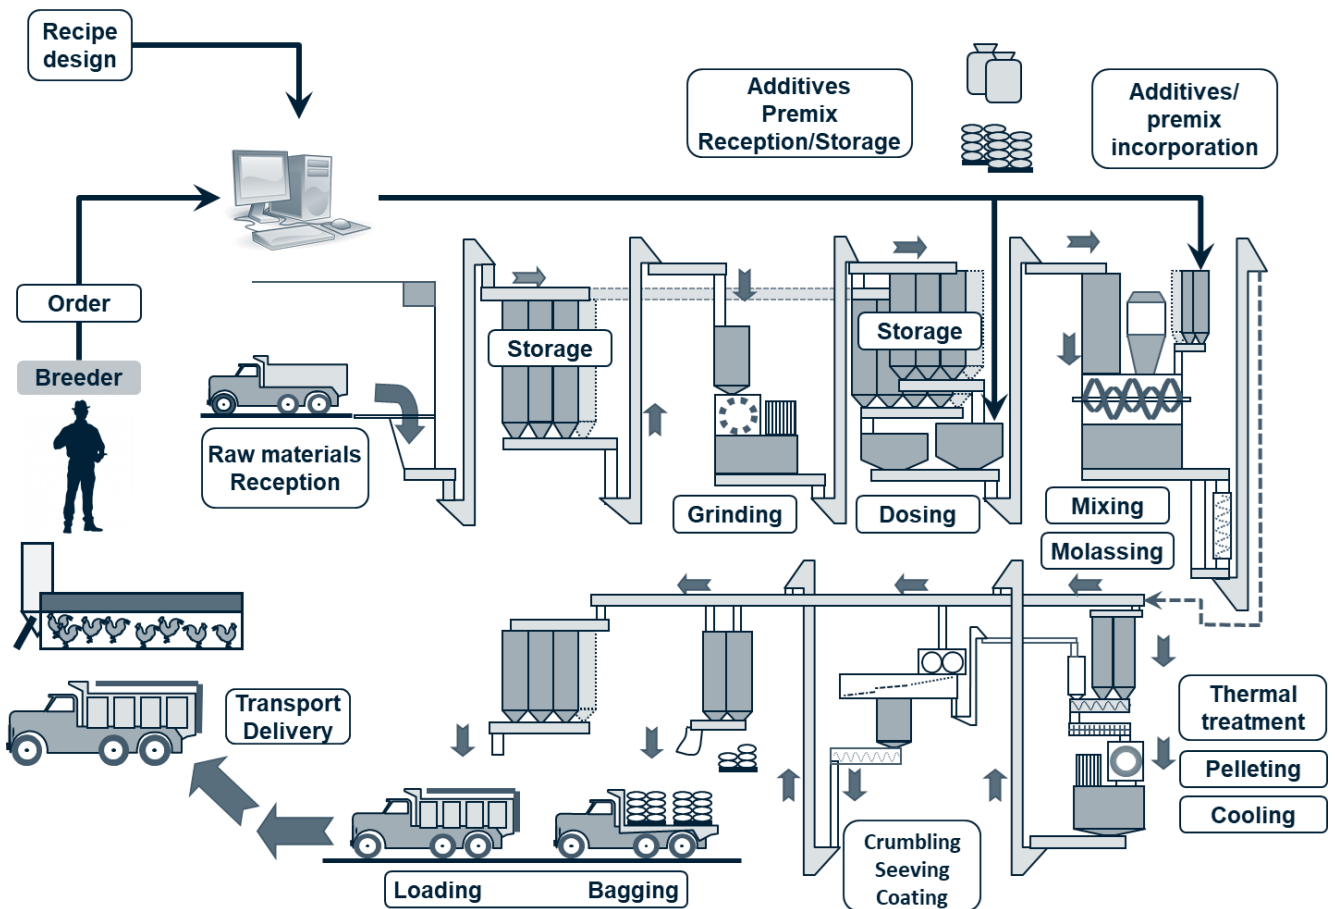 Recipe
design
Additives
Premix
Reception/Storage
Additives/
premix
incorporation
Order
Breeder
Storage
Storage
Raw materials
Reception
Grinding
Dosing
Mixing
Molassing
Transport
Delivery
Thermal
treatment
Pelleting
Cooling
Crumbling
Seeving
Coating
Loading Bagging